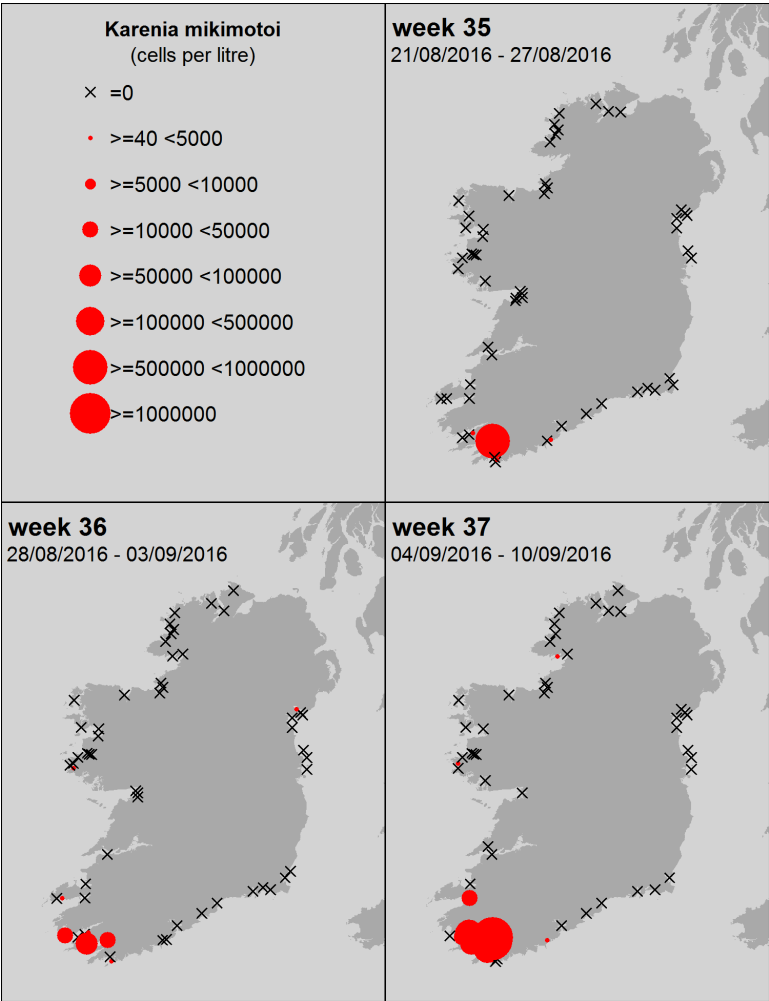 Karenia mikimotoi
(cells per litre)
=0
>=40 <5000
>=5000 <10000
>=10000 <50000
>=50000 <100000
>=100000 <500000
>=500000 <1000000
>=1000000
week 35
21/08/2016 - 27/08/2016
week 36
28/08/2016 - 03/09/2016
week 37
04/09/2016 - 10/09/2016